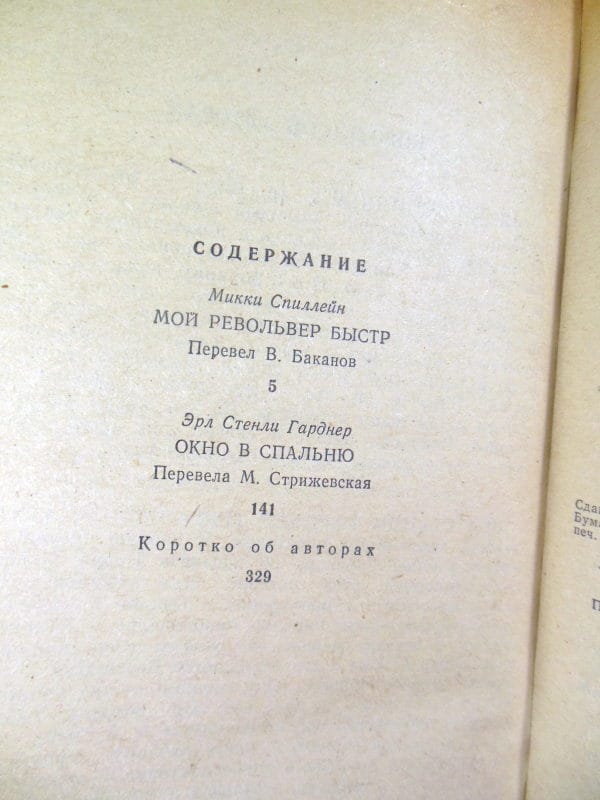 СОДЕРЖАНИЕ
Микки Спиллейн
МОЙ РЕВОЛЬВЕР БЫСТР
Перевел В. Баканов
5
Эрл Стенли Гарднер
ОКНО В СПАЛЬНЮ
Перевела М. Стрижевская
141
Коротко об авторах
329
печ.